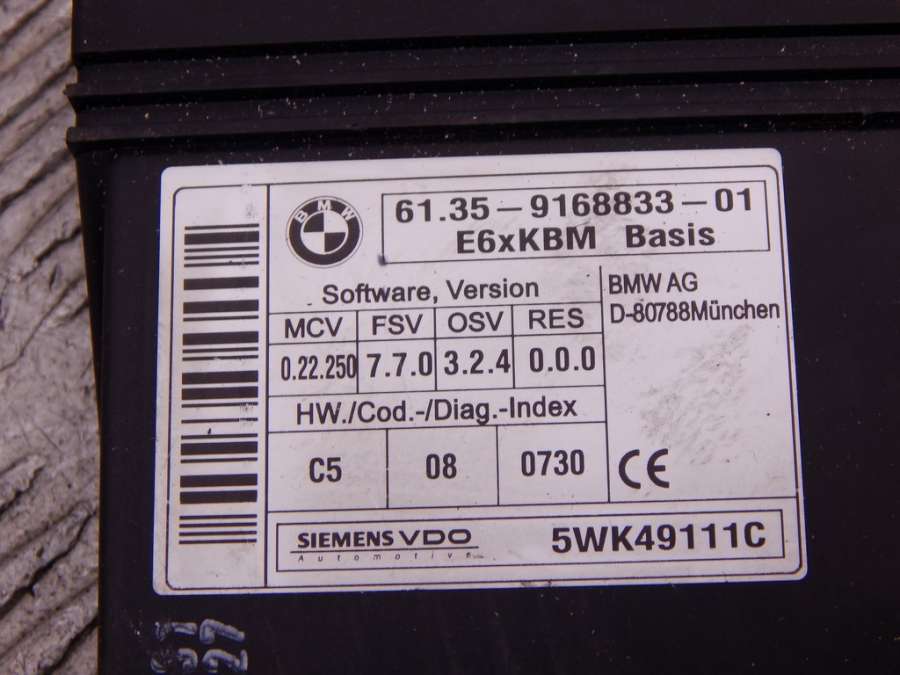 BMW
61.35-9168833-01
E6xKBM Basis
Software, Version
MCV FSV OSV RES
0.22.250 7.7.0 3.2.4 0.0.0
BMW AG
D-80788München
HW./Cod.-/Diag.-Index
C5 08 0730
CE
SIEMENS VDO
Automotive
5WK49111C
27